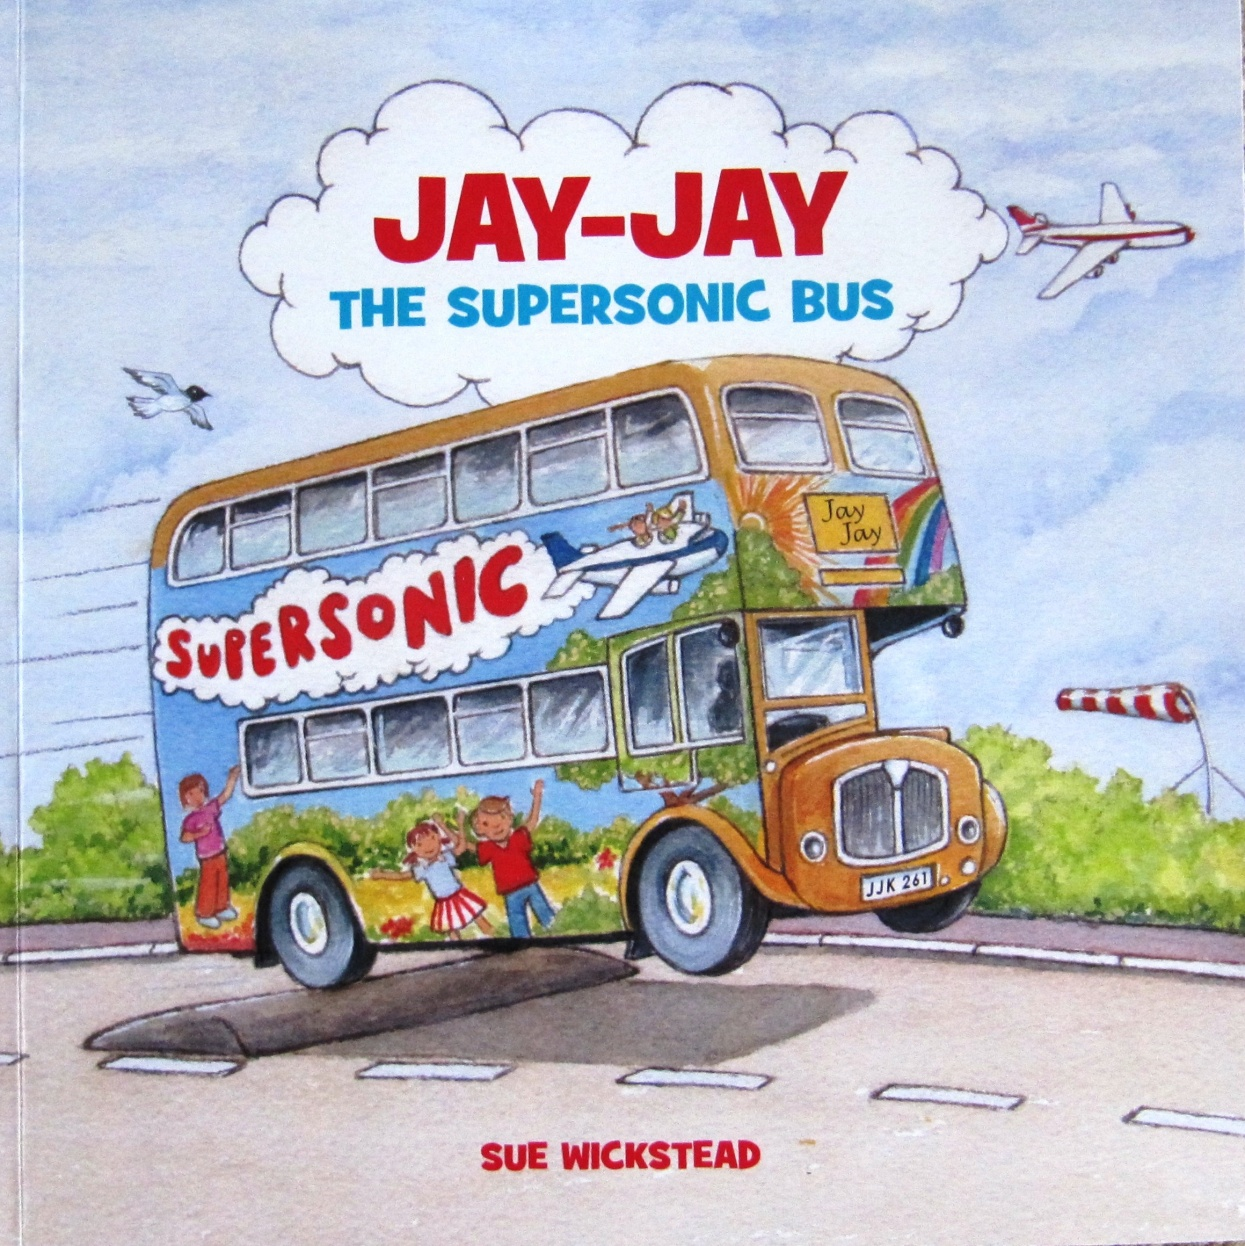 JAY-JAY
THE SUPERSONIC BUS
Jay
Jay
SUPERSONIC
JJK 261
SUE WICKSTEAD